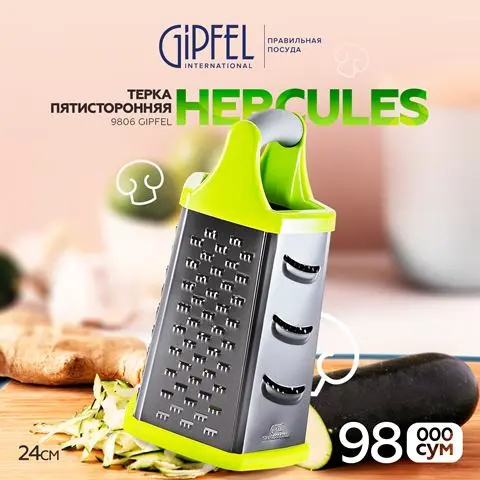 GIPFEL
INTERNATIONAL
ПРАВИЛЬНАЯ
ПОСУДА
ТЕРКА
ПЯТИСТОРОННЯЯ
9806 GIPFEL
HERCULES
24СМ
98 000
СУМ